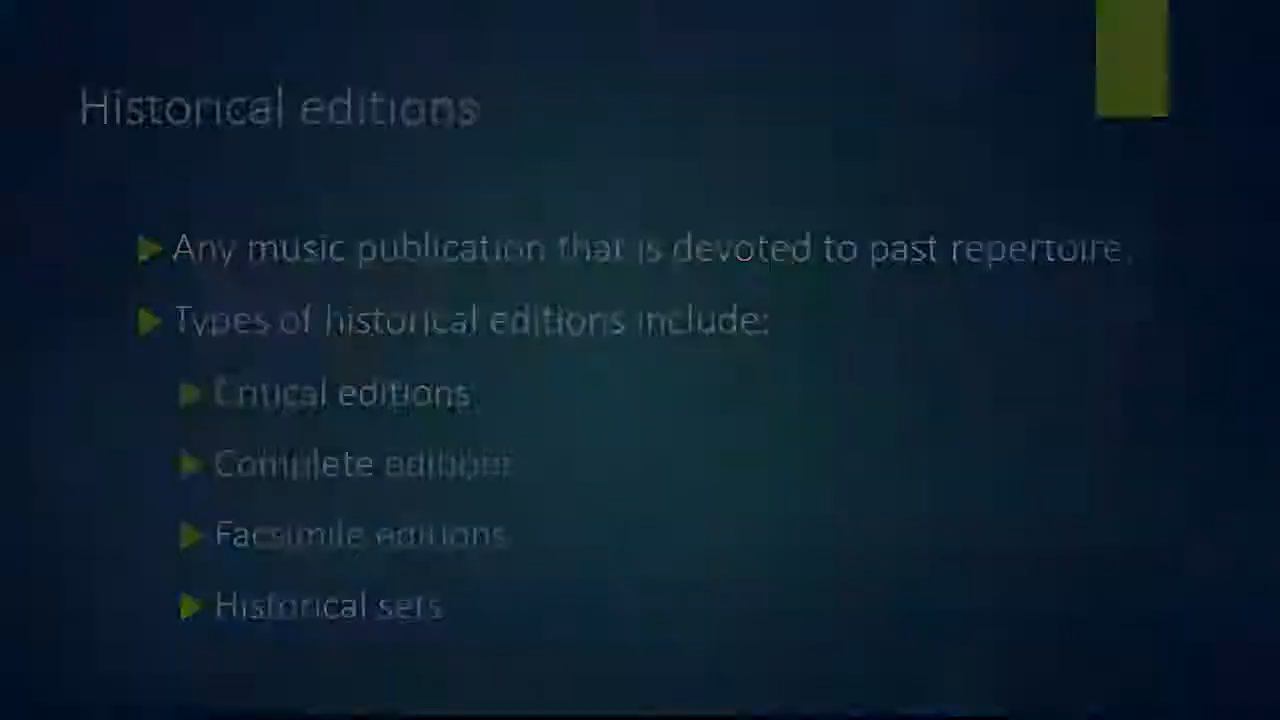 Historical editions
Any music publication that is devoted to past repertoire.
Types of historical editions include:
Critical editions
Complete editions
Facsimile editions
Historical sets